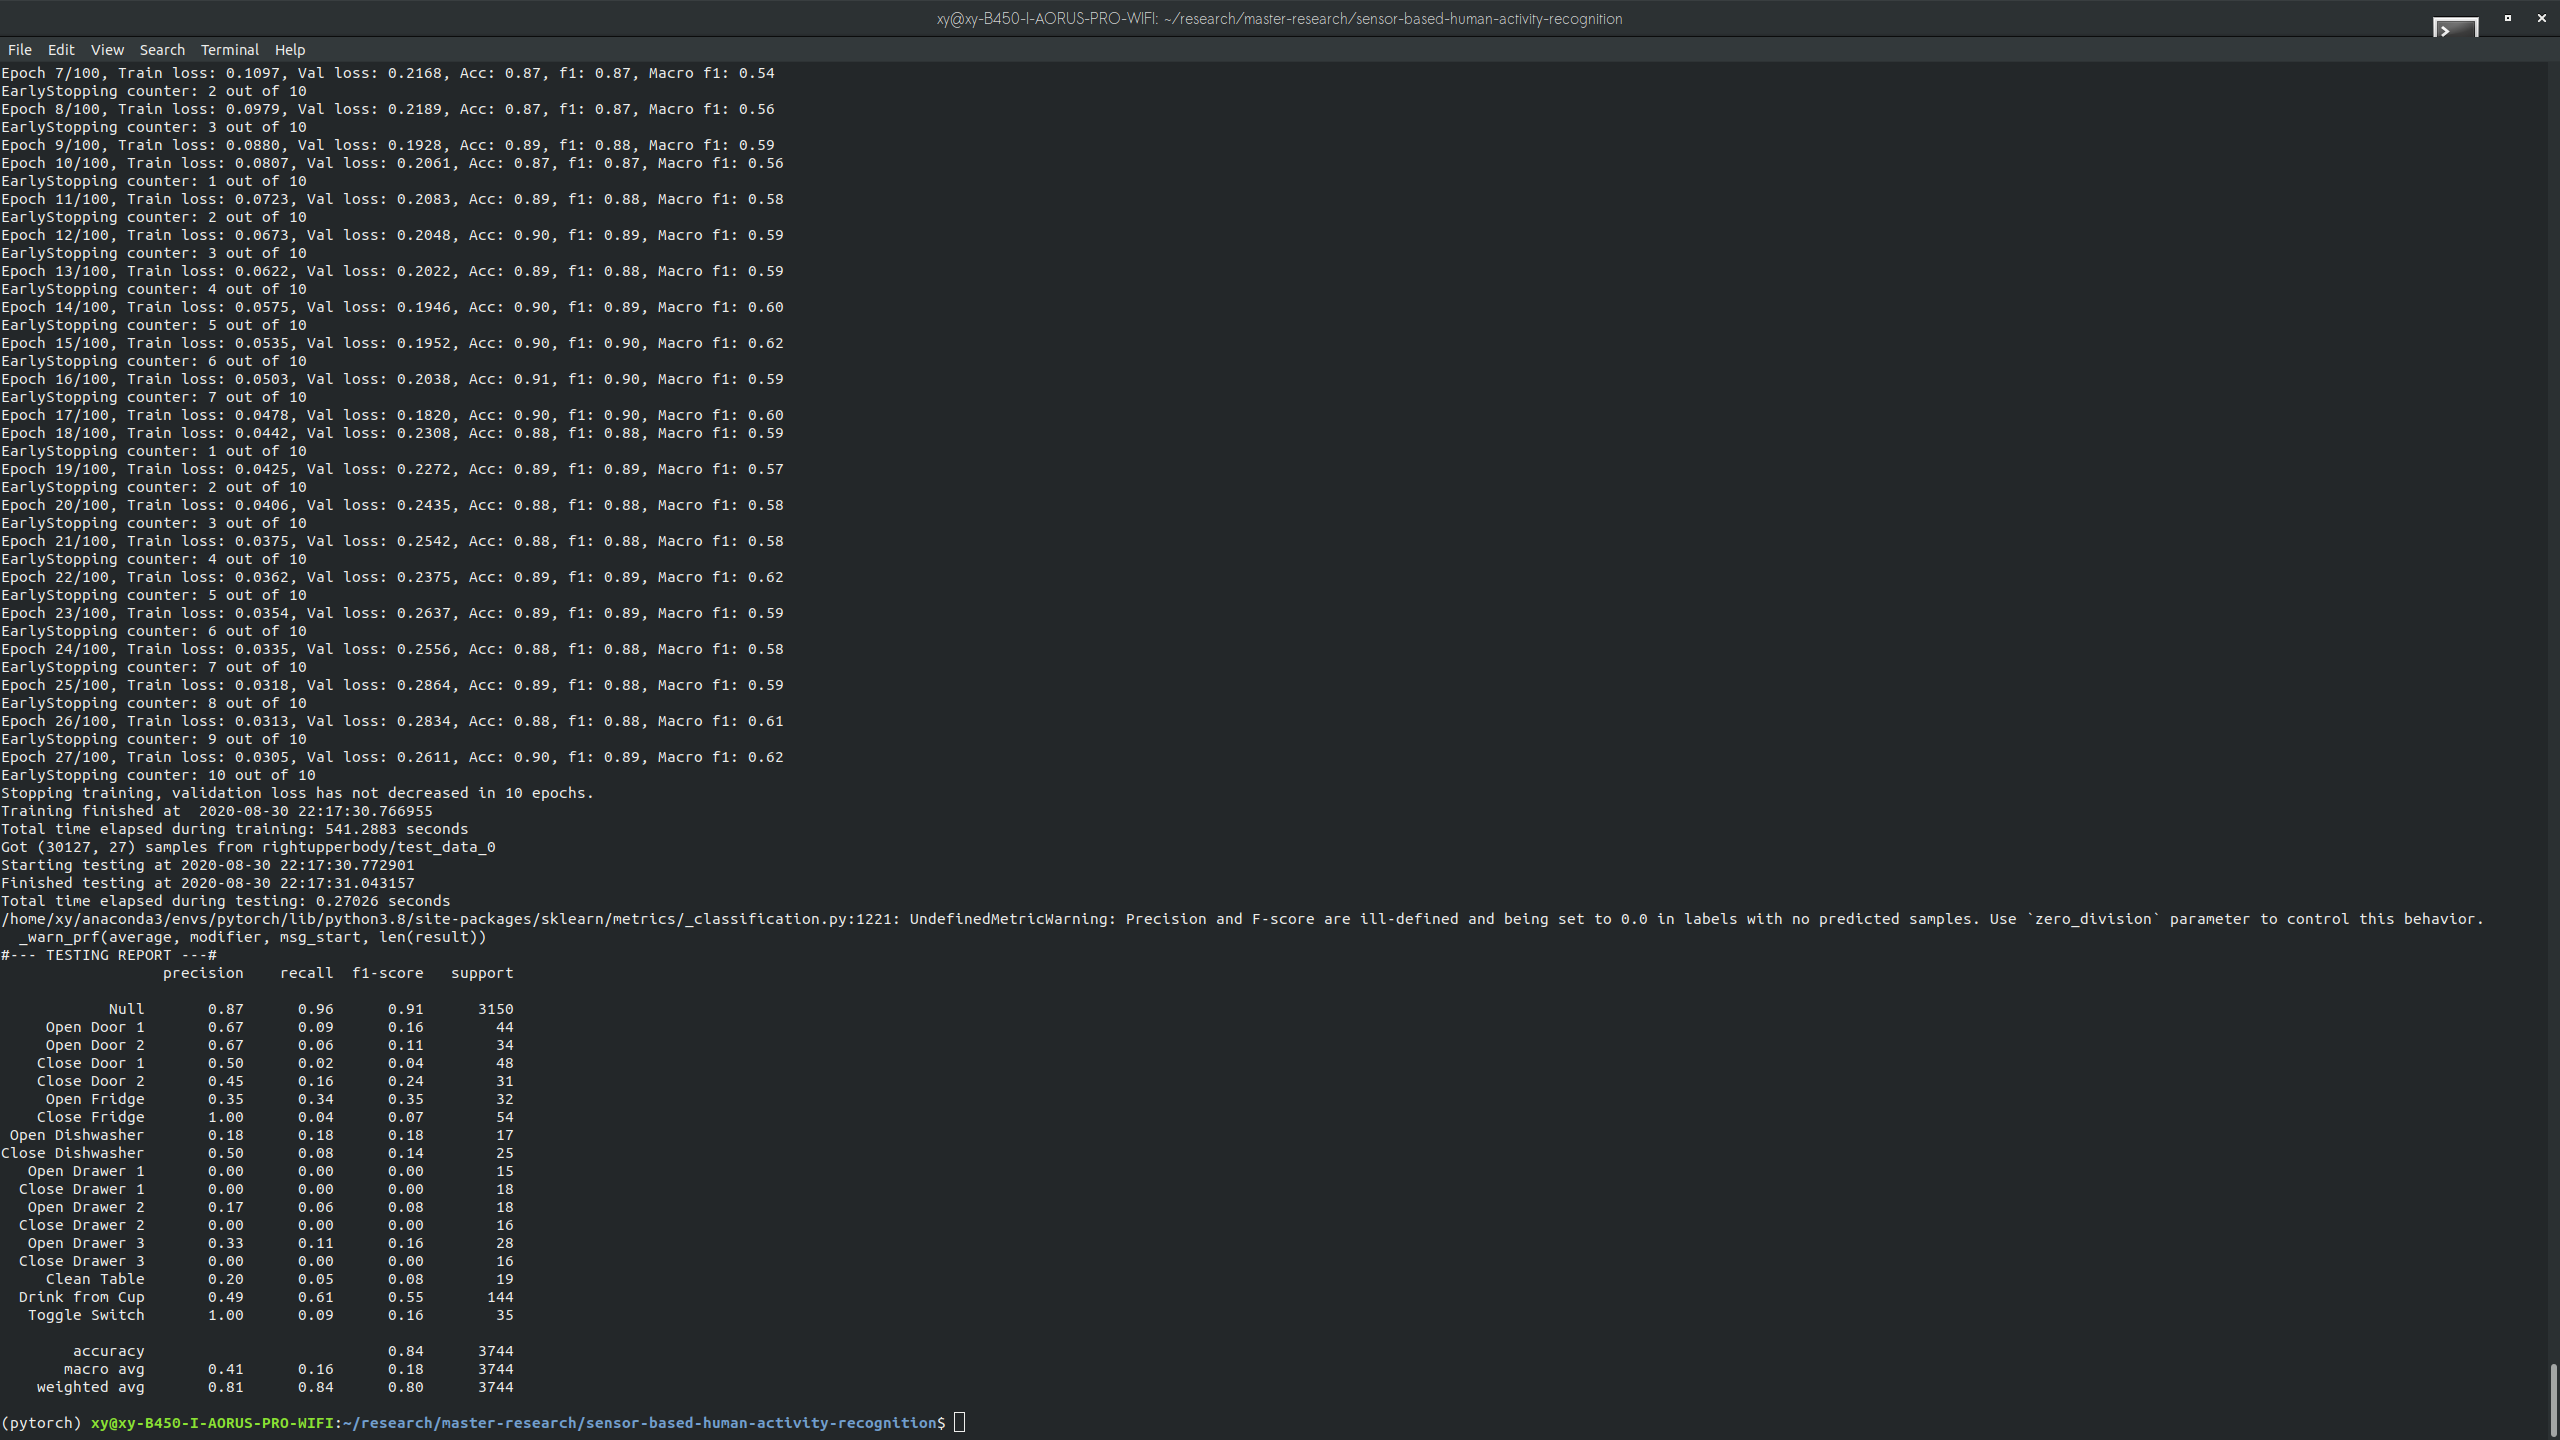 xy@xy-B450-I-AORUS-PRO-WIFI: ~/research/master-research/sensor-based-human-activity-recognition
File Edit View Search Terminal Help
Epoch 7/100, Train loss: 0.1097, Val loss: 0.2168, Acc: 0.87, f1: 0.87, Macro f1: 0.54
EarlyStopping counter: 2 out of 10
Epoch 8/100, Train loss: 0.0979, Val loss: 0.2189, Acc: 0.87, f1: 0.87, Macro f1: 0.56
EarlyStopping counter: 3 out of 10
Epoch 9/100, Train loss: 0.0880, Val loss: 0.1928, Acc: 0.89, f1: 0.88, Macro f1: 0.59
Epoch 10/100, Train loss: 0.0807, Val loss: 0.2061, Acc: 0.87, f1: 0.87, Macro f1: 0.56
EarlyStopping counter: 1 out of 10
Epoch 11/100, Train loss: 0.0723, Val loss: 0.2083, Acc: 0.89, f1: 0.88, Macro f1: 0.58
EarlyStopping counter: 2 out of 10
Epoch 12/100, Train loss: 0.0673, Val loss: 0.2048, Acc: 0.90, f1: 0.89, Macro f1: 0.59
EarlyStopping counter: 3 out of 10
Epoch 13/100, Train loss: 0.0622, Val loss: 0.2022, Acc: 0.89, f1: 0.88, Macro f1: 0.59
EarlyStopping counter: 4 out of 10
Epoch 14/100, Train loss: 0.0575, Val loss: 0.1946, Acc: 0.90, f1: 0.89, Macro f1: 0.60
EarlyStopping counter: 5 out of 10
Epoch 15/100, Train loss: 0.0535, Val loss: 0.1952, Acc: 0.90, f1: 0.90, Macro f1: 0.62
EarlyStopping counter: 6 out of 10
Epoch 16/100, Train loss: 0.0503, Val loss: 0.2038, Acc: 0.91, f1: 0.90, Macro f1: 0.59
EarlyStopping counter: 7 out of 10
Epoch 17/100, Train loss: 0.0478, Val loss: 0.1820, Acc: 0.90, f1: 0.90, Macro f1: 0.60
Epoch 18/100, Train loss: 0.0442, Val loss: 0.2308, Acc: 0.88, f1: 0.88, Macro f1: 0.59
EarlyStopping counter: 1 out of 10
Epoch 19/100, Train loss: 0.0425, Val loss: 0.2272, Acc: 0.89, f1: 0.89, Macro f1: 0.57
EarlyStopping counter: 2 out of 10
Epoch 20/100, Train loss: 0.0406, Val loss: 0.2435, Acc: 0.88, f1: 0.88, Macro f1: 0.58
EarlyStopping counter: 3 out of 10
Epoch 21/100, Train loss: 0.0375, Val loss: 0.2542, Acc: 0.88, f1: 0.88, Macro f1: 0.58
EarlyStopping counter: 4 out of 10
Epoch 22/100, Train loss: 0.0362, Val loss: 0.2375, Acc: 0.89, f1: 0.89, Macro f1: 0.62
EarlyStopping counter: 5 out of 10
Epoch 23/100, Train loss: 0.0354, Val loss: 0.2637, Acc: 0.89, f1: 0.89, Macro f1: 0.59
EarlyStopping counter: 6 out of 10
Epoch 24/100, Train loss: 0.0335, Val loss: 0.2556, Acc: 0.88, f1: 0.88, Macro f1: 0.58
EarlyStopping counter: 7 out of 10
Epoch 25/100, Train loss: 0.0318, Val loss: 0.2864, Acc: 0.89, f1: 0.88, Macro f1: 0.59
EarlyStopping counter: 8 out of 10
Epoch 26/100, Train loss: 0.0313, Val loss: 0.2834, Acc: 0.88, f1: 0.88, Macro f1: 0.61
EarlyStopping counter: 9 out of 10
Epoch 27/100, Train loss: 0.0305, Val loss: 0.2611, Acc: 0.90, f1: 0.89, Macro f1: 0.62
EarlyStopping counter: 10 out of 10
Stopping training, validation loss has not decreased in 10 epochs.
Training finished at  2020-08-30 22:17:30.766955
Total time elapsed during training: 541.2883 seconds
Got (30127, 27) samples from rightupperbody/test_data_0
Starting testing at 2020-08-30 22:17:30.772901
Finished testing at 2020-08-30 22:17:31.043157
Total time elapsed during testing: 0.27026 seconds
/home/xy/anaconda3/envs/pytorch/lib/python3.8/site-packages/sklearn/metrics/_classification.py:1221: UndefinedMetricWarning: Precision and F-score are ill-defined and being set to 0.0 in labels with no predicted samples. Use `zero_division` parameter to control this behavior.
  _warn_prf(average, modifier, msg_start, len(result))
#--- TESTING REPORT ---#
precision recall f1-score support
Null 0.87 0.96 0.91 3150
Open Door 1 0.67 0.09 0.16 44
Open Door 2 0.67 0.06 0.11 34
Close Door 1 0.50 0.02 0.04 48
Close Door 2 0.45 0.16 0.24 31
Open Fridge 0.35 0.34 0.35 32
Close Fridge 1.00 0.04 0.07 54
Open Dishwasher 0.18 0.18 0.18 17
Close Dishwasher 0.50 0.08 0.14 25
Open Drawer 1 0.00 0.00 0.00 15
Close Drawer 1 0.00 0.00 0.00 18
Open Drawer 2 0.17 0.06 0.08 18
Close Drawer 2 0.00 0.00 0.00 16
Open Drawer 3 0.33 0.11 0.16 28
Close Drawer 3 0.00 0.00 0.00 16
Clean Table 0.20 0.05 0.08 19
Drink from Cup 0.49 0.61 0.55 144
Toggle Switch 1.00 0.09 0.16 35
accuracy 0.84 3744
macro avg 0.41 0.16 0.18 3744
weighted avg 0.81 0.84 0.80 3744
(pytorch) xy@xy-B450-I-AORUS-PRO-WIFI:~/research/master-research/sensor-based-human-activity-recognition$